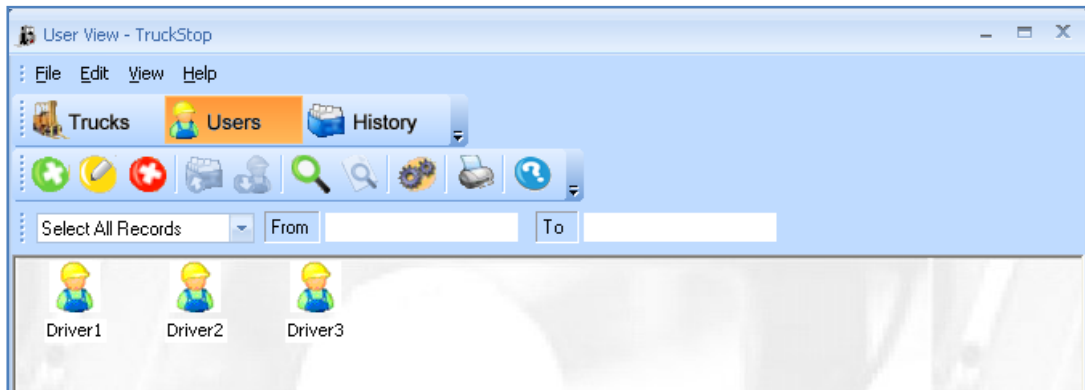 User View - TruckStop
File Edit View Help
Trucks Users History
Select All Records From To
Driver1 Driver2 Driver3